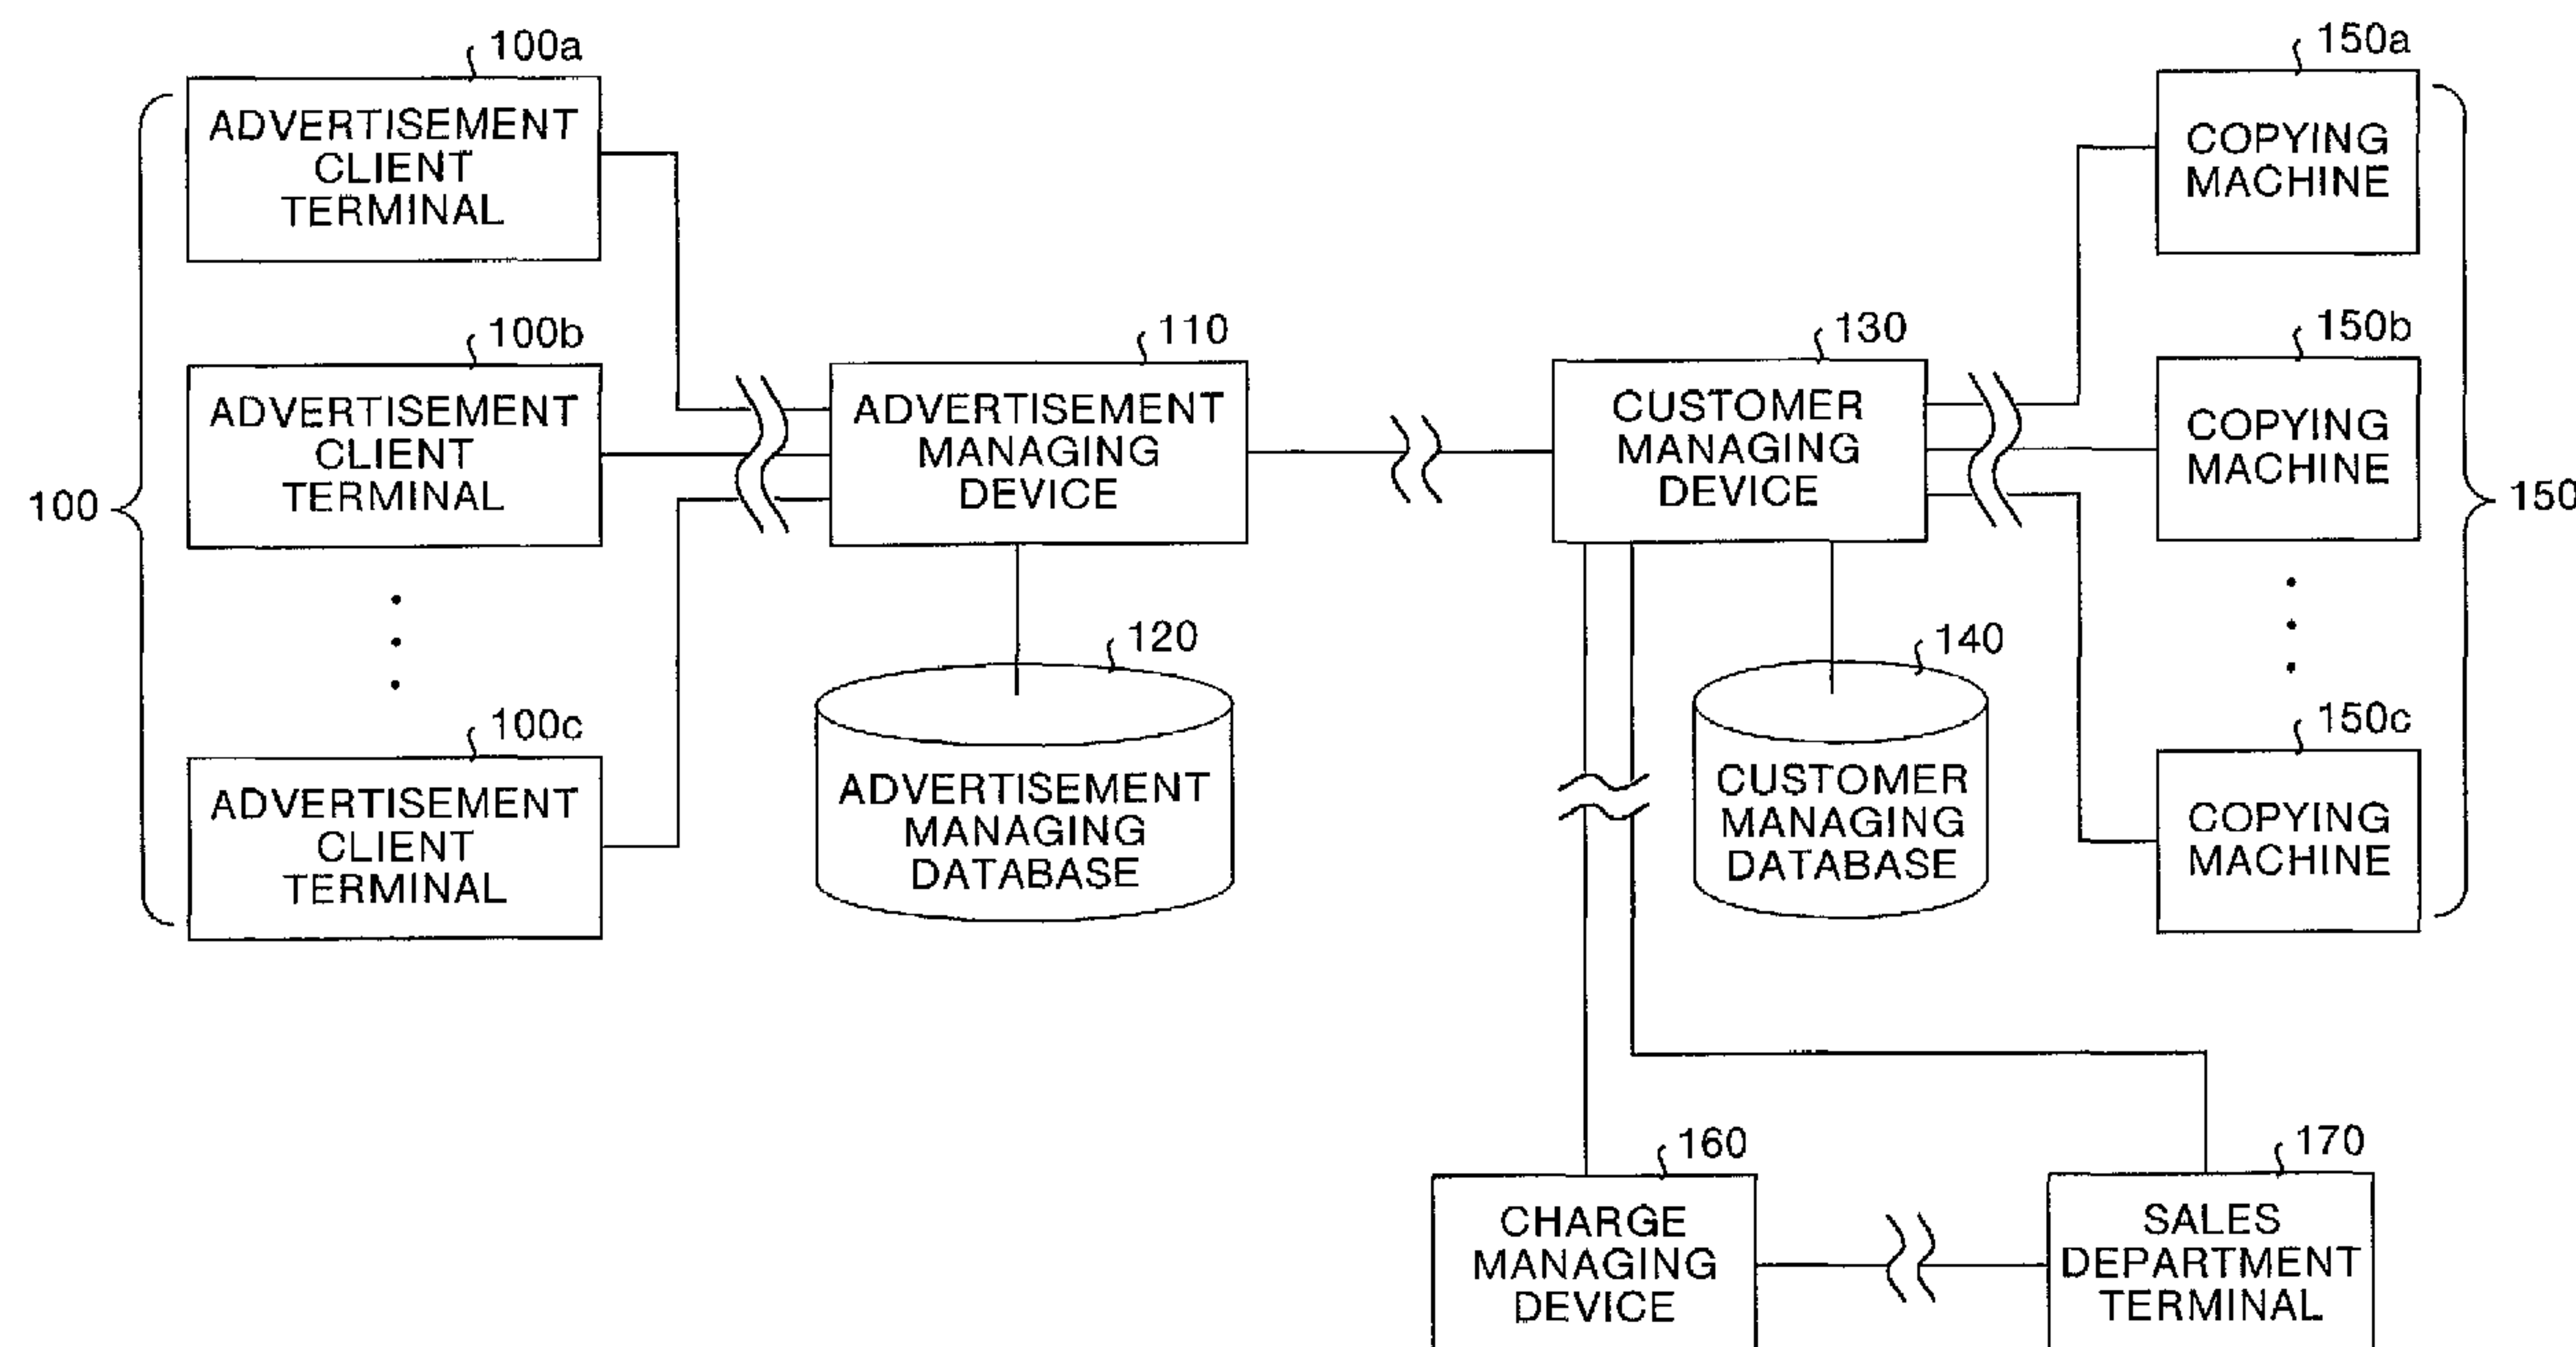 100a
ADVERTISEMENT
CLIENT
TERMINAL
100b
ADVERTISEMENT
CLIENT
TERMINAL
100
100c
ADVERTISEMENT
CLIENT
TERMINAL
110
ADVERTISEMENT
MANAGING
DEVICE
120
ADVERTISEMENT
MANAGING
DATABASE
130
CUSTOMER
MANAGING
DEVICE
140
CUSTOMER
MANAGING
DATABASE
150a
COPYING
MACHINE
150b
COPYING
MACHINE
150
150c
COPYING
MACHINE
160
CHARGE
MANAGING
DEVICE
170
SALES
DEPARTMENT
TERMINAL